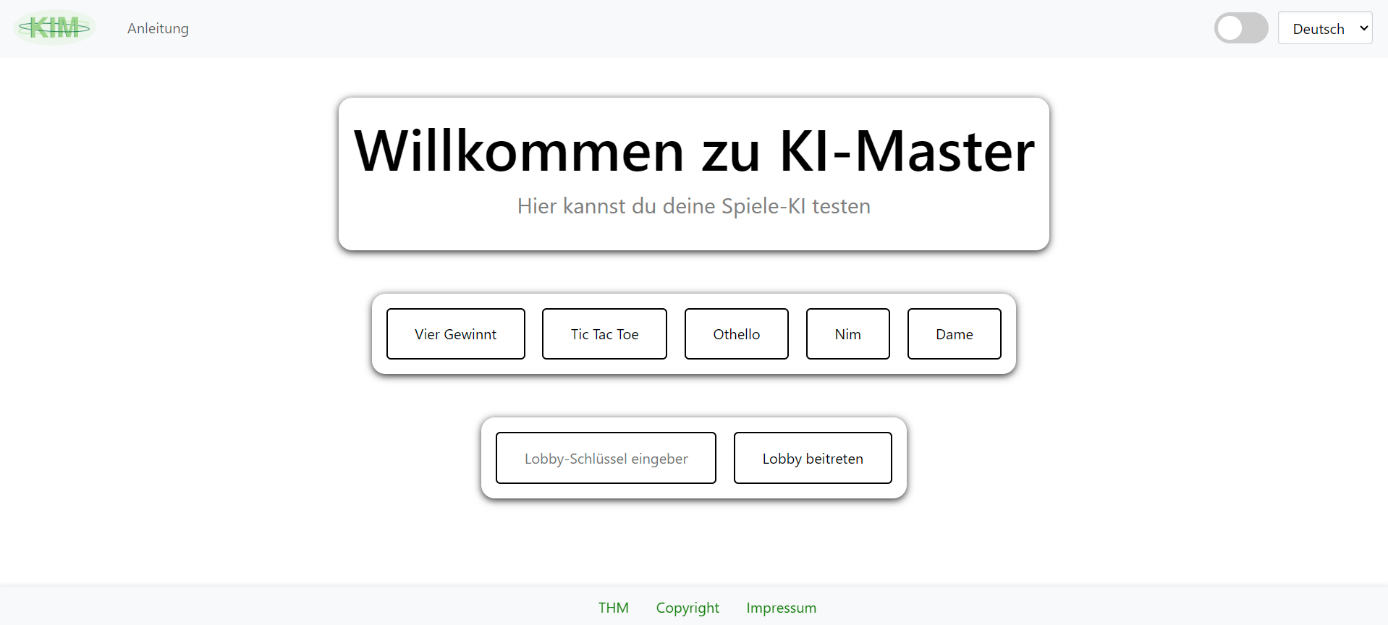 KIM Anleitung Deutsch
Willkommen zu KI-Master
Hier kannst du deine Spiele-KI testen
Vier Gewinnt Tic Tac Toe Othello Nim Dame
Lobby-Schlüssel eingeber Lobby beitreten
THM Copyright Impressum